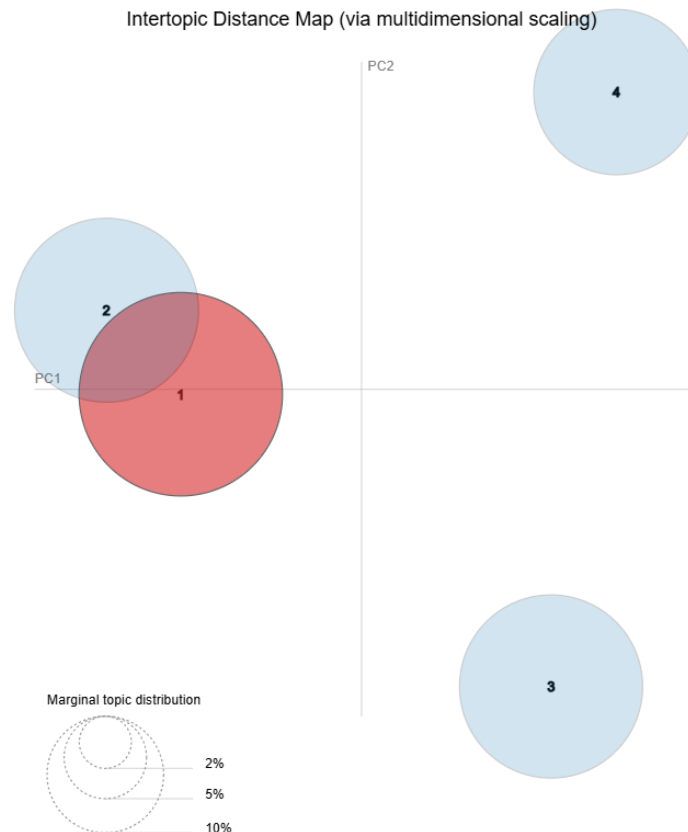 Intertopic Distance Map (via multidimensional scaling)
PC2
4
2
PC1
1
3
Marginal topic distribution
2%
5%
10%